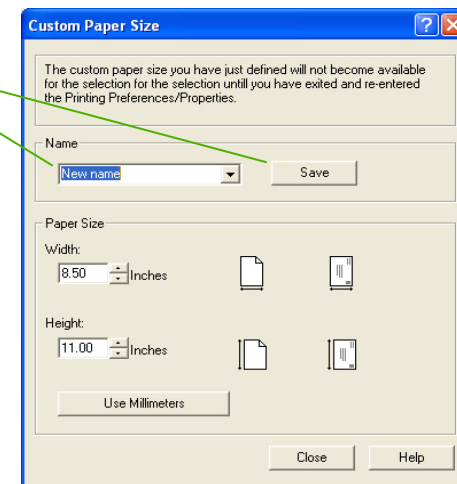 Custom Paper Size
The custom paper size you have just defined will not become available
for the selection for the selection untill you have exited and re-entered
the Printing Preferences/Properties.
Name
New name
Save
Paper Size
Width:
8.50 Inches
Height:
11.00 Inches
Use Millimeters
Close Help